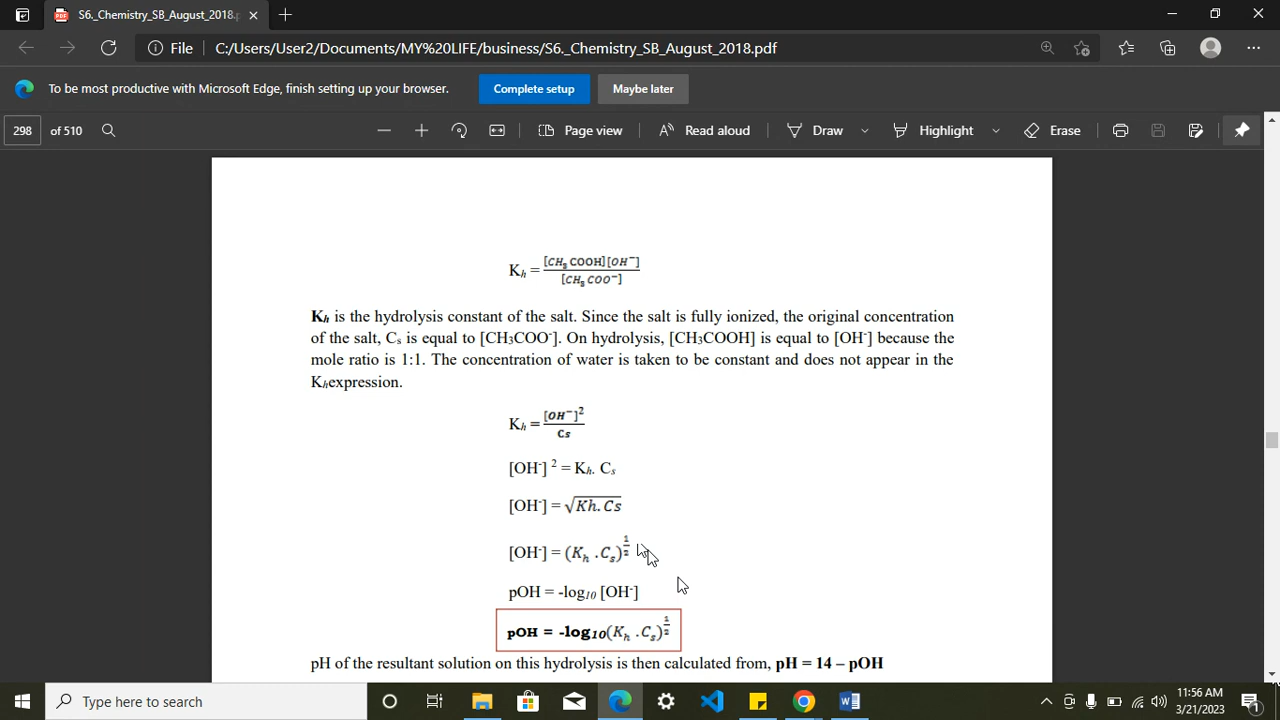 S6._Chemistry_SB_August_2018.p
File
C:/Users/User2/Documents/MY%20LIFE/business/S6._Chemistry_SB_August_2018.pdf
To be most productive with Microsoft Edge, finish setting up your browser.
Complete setup
Maybe later
298 of 510
Page view
Read aloud
Draw
Highlight
Erase
Kₕ = [CH₃COOH][OH⁻] / [CH₃COO⁻]
Kₕ is the hydrolysis constant of the salt. Since the salt is fully ionized, the original concentration
of the salt, Cₛ is equal to [CH₃COO⁻]. On hydrolysis, [CH₃COOH] is equal to [OH⁻] because the
mole ratio is 1:1. The concentration of water is taken to be constant and does not appear in the
Kₕexpression.
Kₕ = [OH⁻]² / Cs
[OH⁻] ² = Kₕ. Cₛ
[OH⁻] = √Kh.Cs
[OH⁻] = (Kₕ .Cₛ)^½
pOH = -log₁₀ [OH⁻]
pOH = -log₁₀(Kₕ .Cₛ)^½
pH of the resultant solution on this hydrolysis is then calculated from, pH = 14 – pOH
Type here to search
11:56 AM
3/21/2023
1